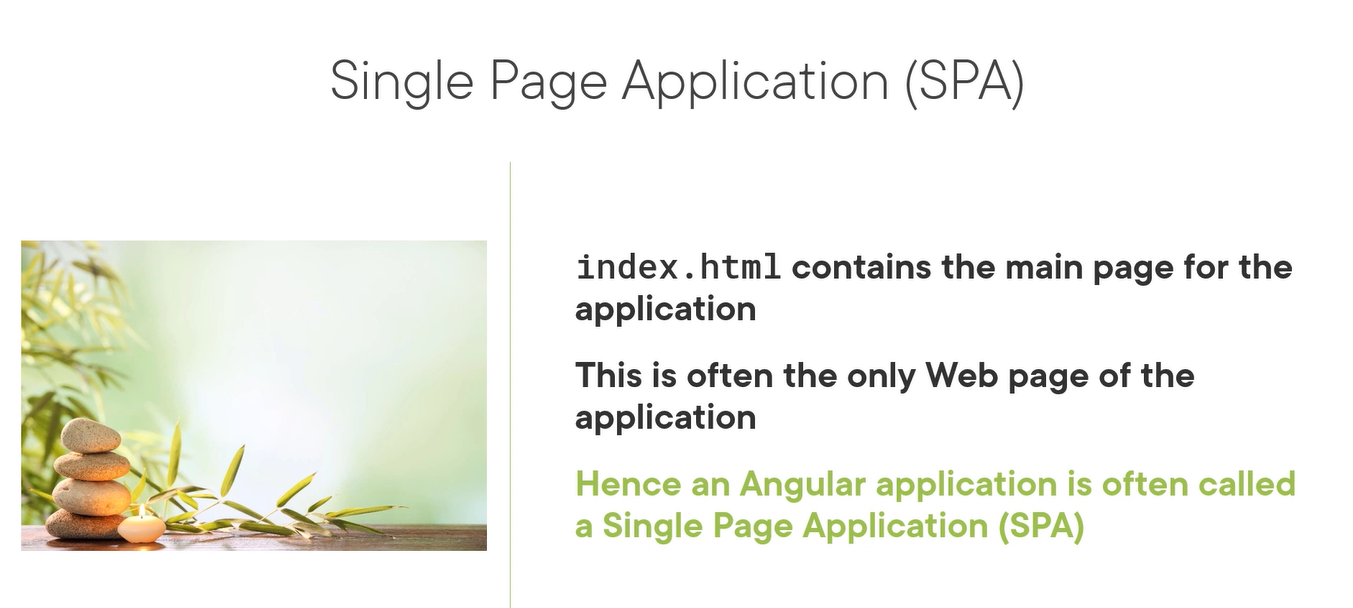 Single Page Application (SPA)
index.html contains the main page for the
application
This is often the only Web page of the
application
Hence an Angular application is often called
a Single Page Application (SPA)